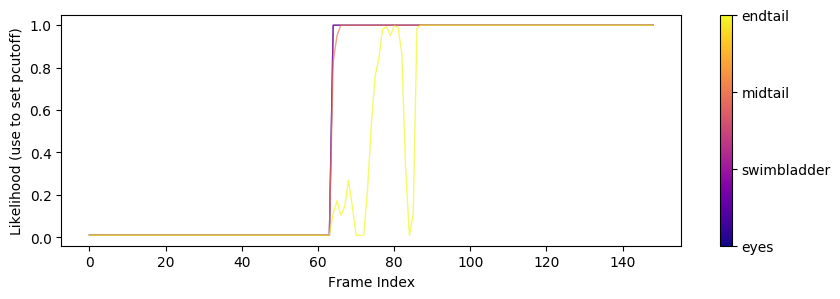 Likelihood (use to set pcutoff)
1.0
0.8
0.6
0.4
0.2
0.0
0 20 40 60 80 100 120 140
Frame Index
endtail
midtail
swimbladder
eyes